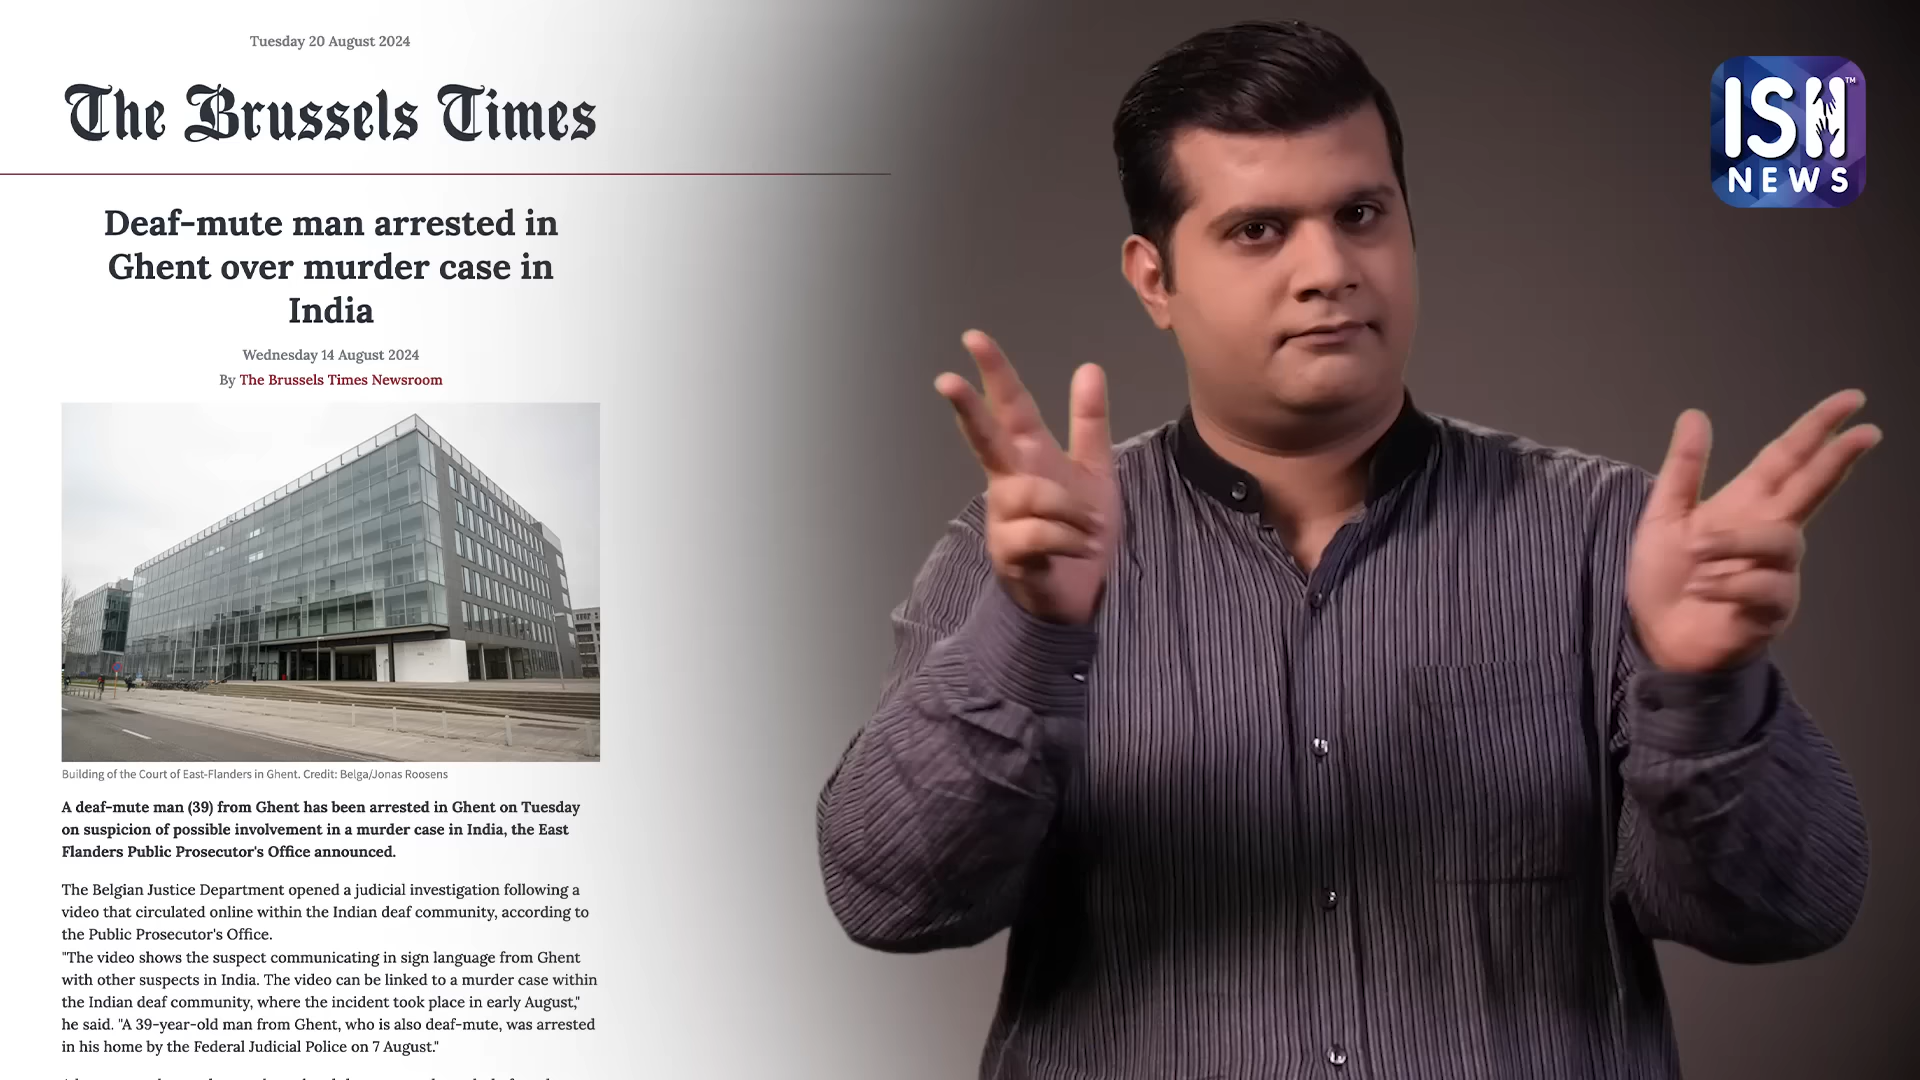 Tuesday 20 August 2024
The Brussels Times
Deaf-mute man arrested in
Ghent over murder case in
India
Wednesday 14 August 2024
By The Brussels Times Newsroom
Building of the Court of East-Flanders in Ghent. Credit: Belga/Jonas Roosens
A deaf-mute man (39) from Ghent has been arrested in Ghent on Tuesday
on suspicion of possible involvement in a murder case in India, the East
Flanders Public Prosecutor's Office announced.
The Belgian Justice Department opened a judicial investigation following a
video that circulated online within the Indian deaf community, according to
the Public Prosecutor's Office.
"The video shows the suspect communicating in sign language from Ghent
with other suspects in India. The video can be linked to a murder case within
the Indian deaf community, where the incident took place in early August,"
he said. "A 39-year-old man from Ghent, who is also deaf-mute, was arrested
in his home by the Federal Judicial Police on 7 August."
ISH™
NEWS